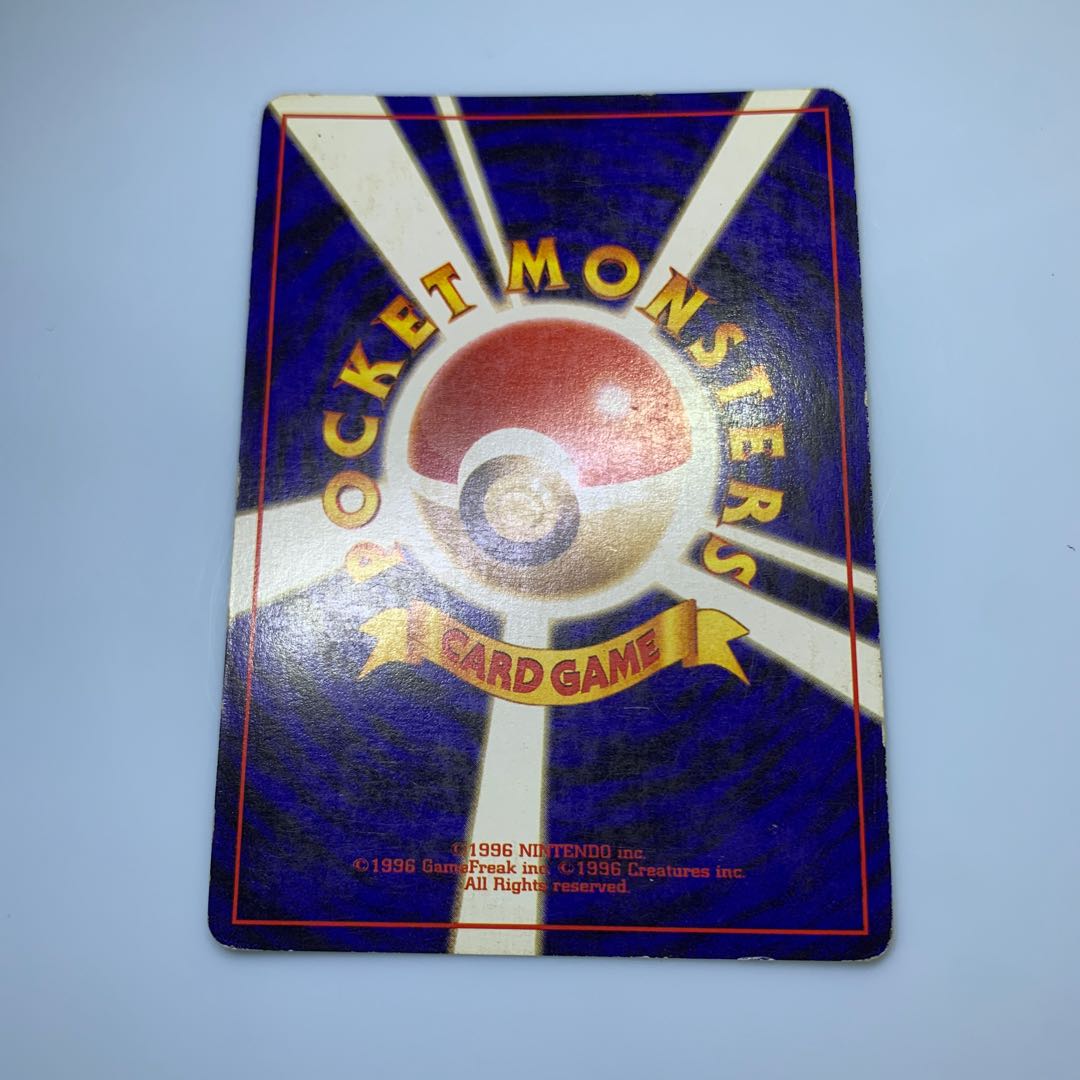 POCKET MONSTERS
CARD GAME
©1996 NINTENDO inc.
©1996 GameFreak inc. ©1996 Creatures inc.
All Rights reserved.